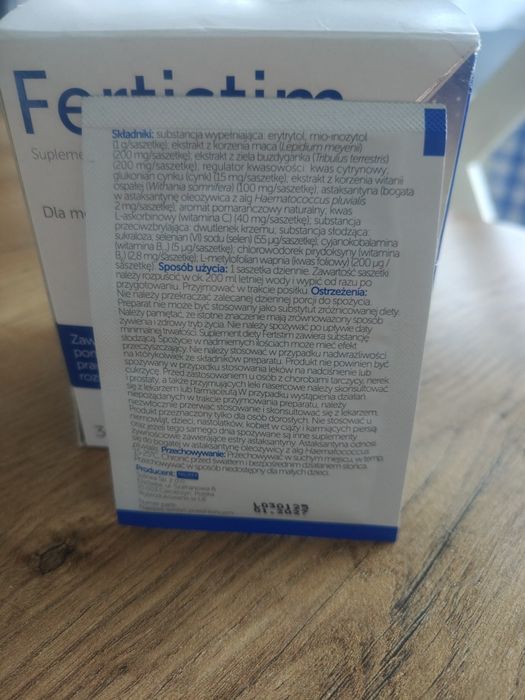 Fertistim
Suplement
Dla m
Składniki: substancja wypełniająca: erytrytol, mio-inozytol
(1 g/saszetkę); ekstrakt z korzenia maca (Lepidium meyenii)
(200 mg/saszetkę); ekstrakt z ziela buzdyganka (Tribulus terrestris)
(200 mg/saszetkę); regulator kwasowości: kwas cytrynowy;
glukonian cynku (cynk) (15 mg/saszetkę); ekstrakt z korzenia witanii
ospałej (Withania somnifera) (100 mg/saszetkę), astaksantyna (bogata
w astaksantynę oleożywica z alg Haematococcus pluvialis
2 mg/saszetkę); aromat pomarańczowy naturalny, kwas
L-askorbinowy (witamina C) (40 mg/saszetkę); substancja
przeciwzbrylająca: dwutlenek krzemu; substancja słodząca:
sukraloza; selenian (VI) sodu (selen) (55 µg/saszetkę), cyjanokobalamina
(witamina B₁₂) (5 µg/saszetkę); chlorowodorek pirydoksyny (witamina
B₆) (2,8 mg/saszetkę); L-metylofolian wapnia (kwas foliowy) (200 µg /
saszetkę). Sposób użycia: 1 saszetka dziennie. Zawartość saszetki
należy rozpuścić w ok. 200 ml letniej wody i wypić od razu po
przygotowaniu. Przyjmować w trakcie posiłku. Ostrzeżenia:
Nie należy przekraczać zalecanej dziennej porcji do spożycia.
Preparat nie może być stosowany jako substytut zróżnicowanej diety.
Należy pamiętać, że istotne znaczenie mają zrównoważony sposób
żywienia i zdrowy tryb życia. Nie należy spożywać po upływie daty
minimalnej trwałości. Suplement diety Fertistim zawiera substancję
słodzącą. Spożycie w nadmiernych ilościach może mieć efekt
przeczyszczający. Nie należy stosować w przypadku nadwrażliwości
na którykolwiek ze składników preparatu. Produkt nie powinien być
spożywany w przypadku stosowania leków na nadciśnienie lub
cukrzycę. Przed zastosowaniem u osób z chorobami tarczycy, nerek
i prostaty, a także przyjmujących leki nasercowe należy skonsultować
się z lekarzem lub farmaceutą. W przypadku wystąpienia działań
niepożądanych w trakcie przyjmowania preparatu, należy
niezwłocznie przerwać stosowanie i skonsultować się z lekarzem.
Produkt przeznaczony tylko dla osób dorosłych. Nie stosować u
niemowląt, dzieci, nastolatków, kobiet w ciąży i karmiących piersią
oraz jeżeli tego samego dnia spożywane są inne suplementy
żywnościowe zawierające estry astaksantyny. Astaksantyna odnosi
się do bogatej w astaksantynę oleożywicy z alg Haematococcus
pluvialis. Przechowywanie: Przechowywać w suchym miejscu, w temp.
Chronić przed światłem i bezpośrednim działaniem słońca.
Przechowywać w sposób niedostępny dla małych dzieci.
Producent:
01.2027